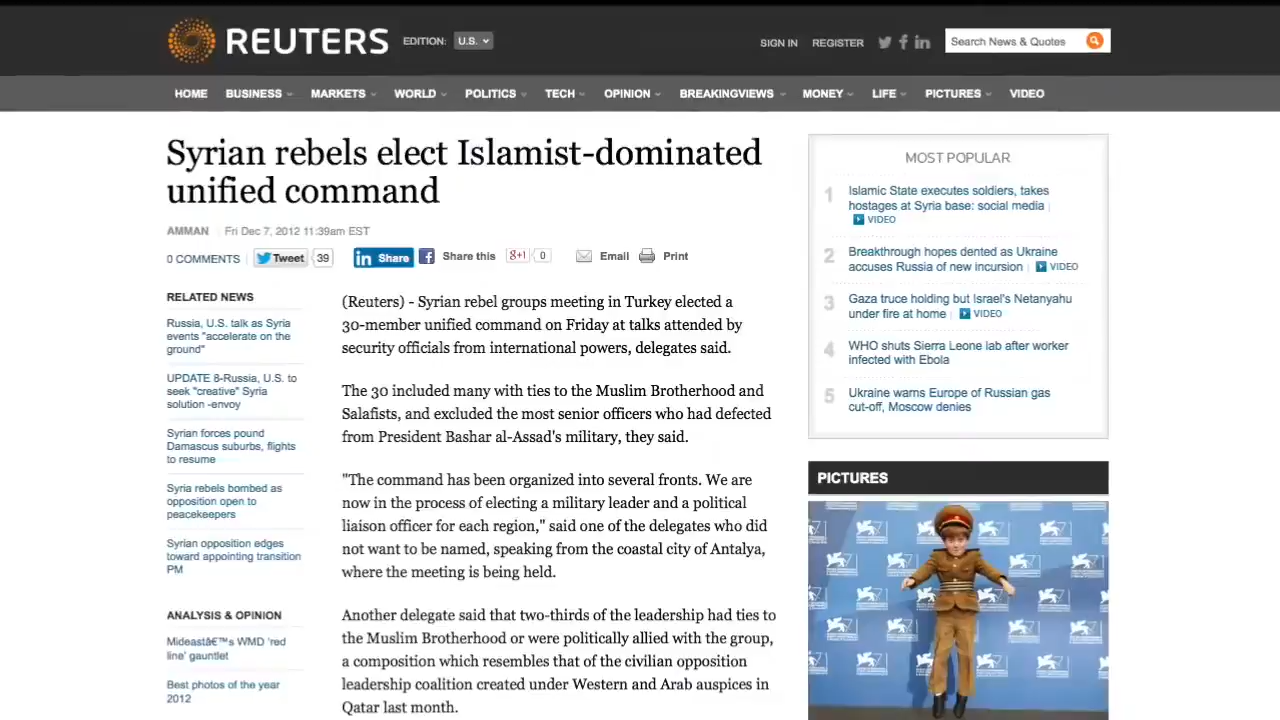 REUTERS
EDITION:
U.S.
SIGN IN
REGISTER
Search News & Quotes
HOME
BUSINESS
MARKETS
WORLD
POLITICS
TECH
OPINION
BREAKINGVIEWS
MONEY
LIFE
PICTURES
VIDEO
Syrian rebels elect Islamist-dominated
unified command
AMMAN
Fri Dec 7, 2012 11:39am EST
0 COMMENTS
Tweet
39
in Share
Share this
g+1
0
Email
Print
RELATED NEWS
Russia, U.S. talk as Syria
events "accelerate on the
ground"
UPDATE 8-Russia, U.S. to
seek "creative" Syria
solution -envoy
Syrian forces pound
Damascus suburbs, flights
to resume
Syria rebels bombed as
opposition open to
peacekeepers
Syrian opposition edges
toward appointing transition
PM
ANALYSIS & OPINION
Mideastâ€™s WMD 'red
line' gauntlet
Best photos of the year
2012
(Reuters) - Syrian rebel groups meeting in Turkey elected a
30-member unified command on Friday at talks attended by
security officials from international powers, delegates said.
The 30 included many with ties to the Muslim Brotherhood and
Salafists, and excluded the most senior officers who had defected
from President Bashar al-Assad's military, they said.
"The command has been organized into several fronts. We are
now in the process of electing a military leader and a political
liaison officer for each region," said one of the delegates who did
not want to be named, speaking from the coastal city of Antalya,
where the meeting is being held.
Another delegate said that two-thirds of the leadership had ties to
the Muslim Brotherhood or were politically allied with the group,
a composition which resembles that of the civilian opposition
leadership coalition created under Western and Arab auspices in
Qatar last month.
MOST POPULAR
1
Islamic State executes soldiers, takes
hostages at Syria base: social media |
VIDEO
2
Breakthrough hopes dented as Ukraine
accuses Russia of new incursion | VIDEO
3
Gaza truce holding but Israel's Netanyahu
under fire at home | VIDEO
4
WHO shuts Sierra Leone lab after worker
infected with Ebola
5
Ukraine warns Europe of Russian gas
cut-off, Moscow denies
PICTURES